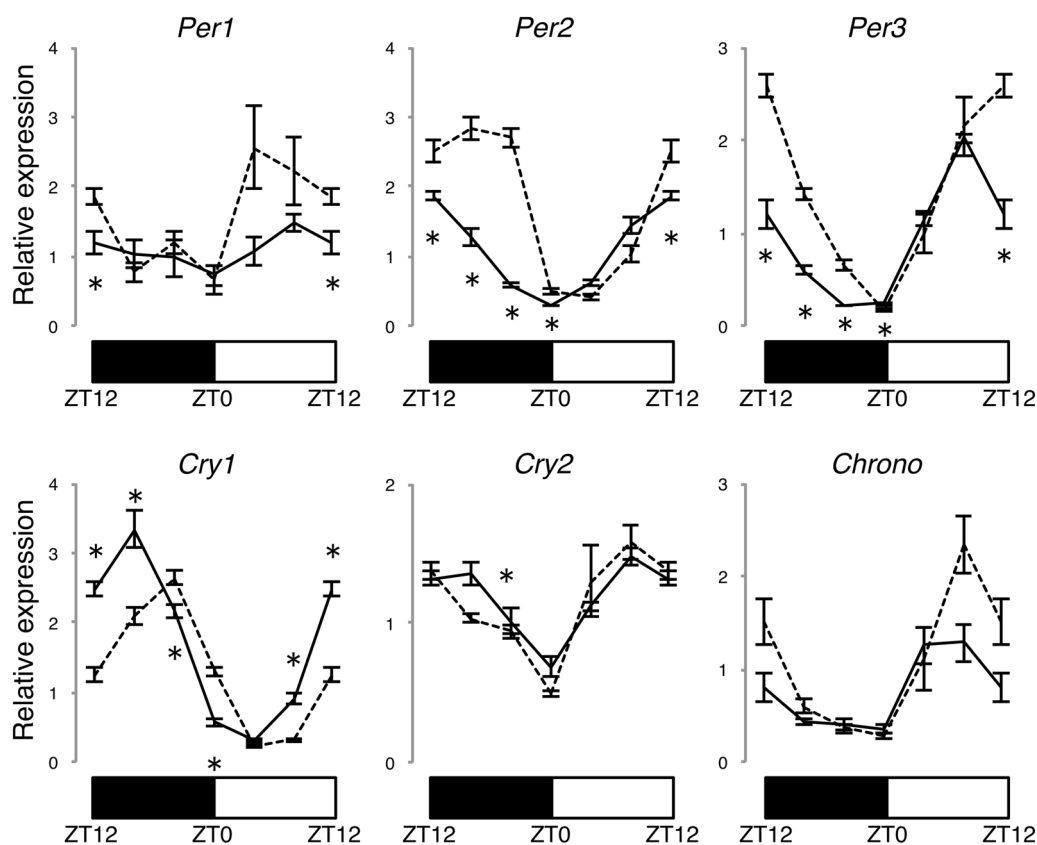 Per1 Per2 Per3
Relative expression
4 4 3
3 3
2 2 2
1 1 1
0 0 0
* * * * * * * * * * * *
ZT12 ZT0 ZT12 ZT12 ZT0 ZT12 ZT12 ZT0 ZT12
Cry1 Cry2 Chrono
Relative expression
4 2 3
3
2 1 2
1 1
0 0 0
* * * * * * *
ZT12 ZT0 ZT12 ZT12 ZT0 ZT12 ZT12 ZT0 ZT12